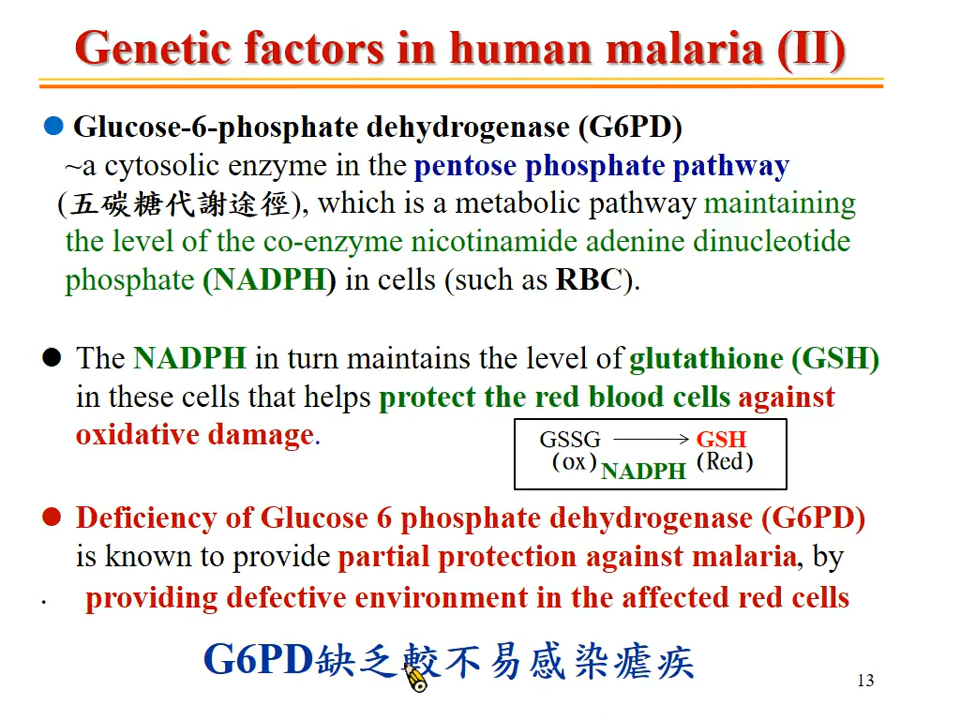 Genetic factors in human malaria (II)
Glucose-6-phosphate dehydrogenase (G6PD)
~a cytosolic enzyme in the pentose phosphate pathway
(五碳糖代謝途徑), which is a metabolic pathway maintaining
the level of the co-enzyme nicotinamide adenine dinucleotide
phosphate (NADPH) in cells (such as RBC).
The NADPH in turn maintains the level of glutathione (GSH)
in these cells that helps protect the red blood cells against
oxidative damage.
GSSG → GSH
(ox) NADPH (Red)
Deficiency of Glucose 6 phosphate dehydrogenase (G6PD)
is known to provide partial protection against malaria, by
. providing defective environment in the affected red cells
G6PD缺乏較不易感染瘧疾
13